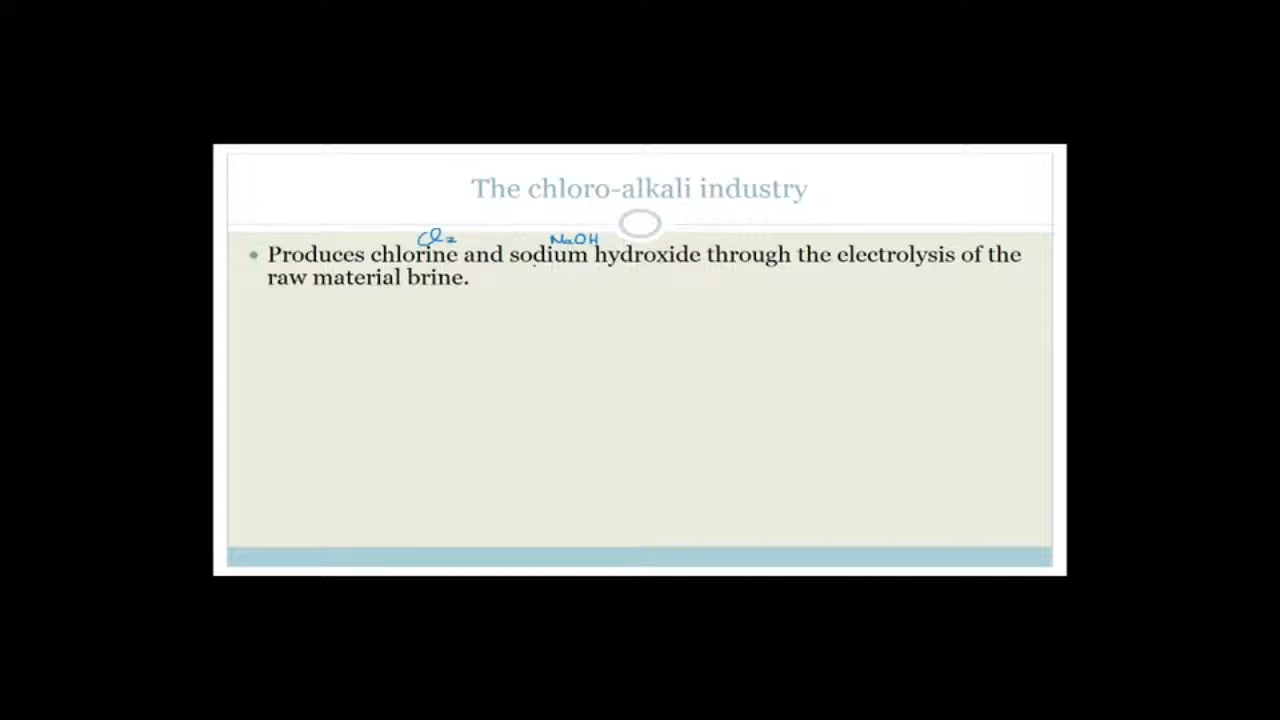 The chloro-alkali industry
Cl₂ NaOH
• Produces chlorine and sodium hydroxide through the electrolysis of the
raw material brine.